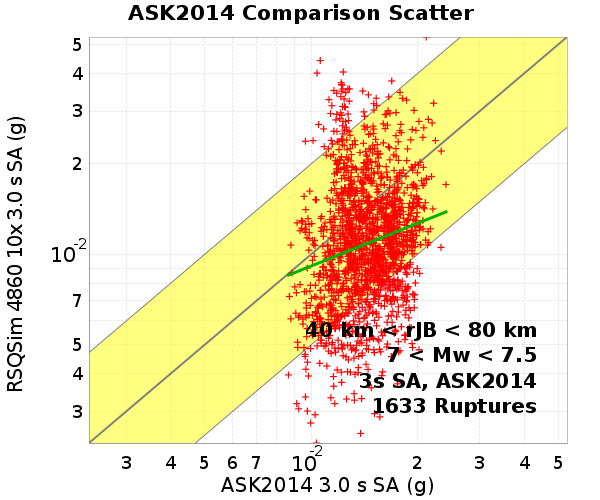 ASK2014 Comparison Scatter
RSQSim 4860 10x 3.0 s SA (g)
5
4
3
2
10-2
7
5
4
3
40 km < rJB < 80 km
7 < Mw < 7.5
3s SA, ASK2014
1633 Ruptures
3 4 5 6 7 10-2 2 3 4 5
ASK2014 3.0 s SA (g)